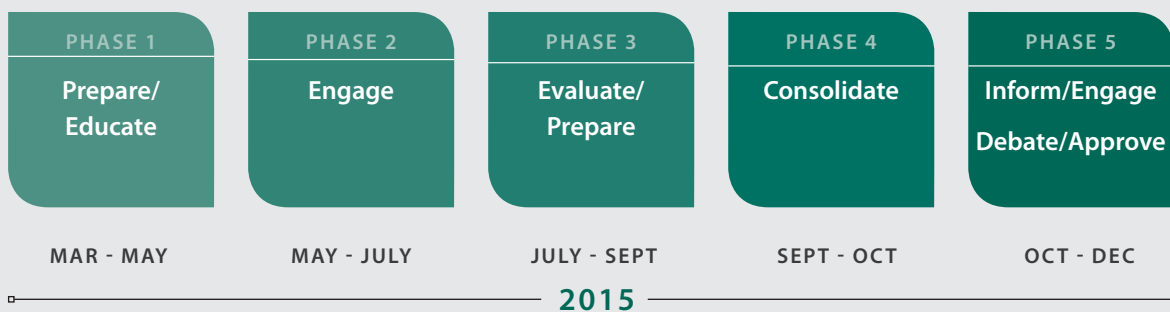 PHASE 1
Prepare/
Educate
MAR - MAY
PHASE 2
Engage
MAY - JULY
PHASE 3
Evaluate/
Prepare
JULY - SEPT
PHASE 4
Consolidate
SEPT - OCT
PHASE 5
Inform/Engage
Debate/Approve
OCT - DEC
2015